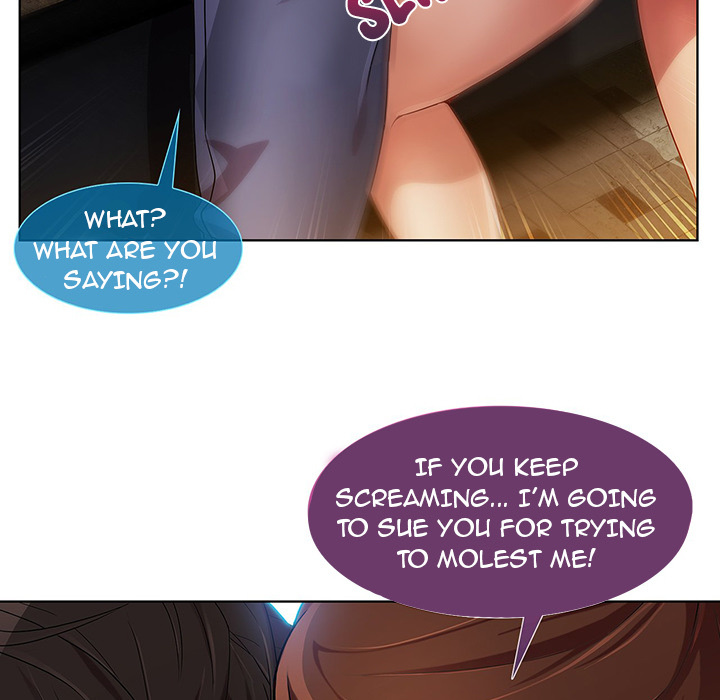 WHAT?
WHAT ARE YOU
SAYING?!
IF YOU KEEP
SCREAMING... I'M GOING
TO SUE YOU FOR TRYING
TO MOLEST ME!